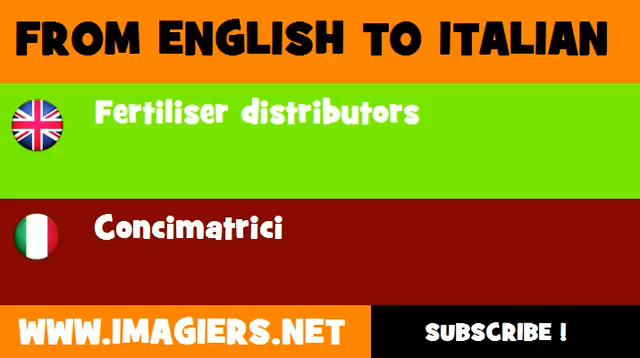 FROM ENGLISH TO ITALIAN
Fertiliser distributors
Concimatrici
WWW.IMAGIERS.NET
SUBSCRIBE !